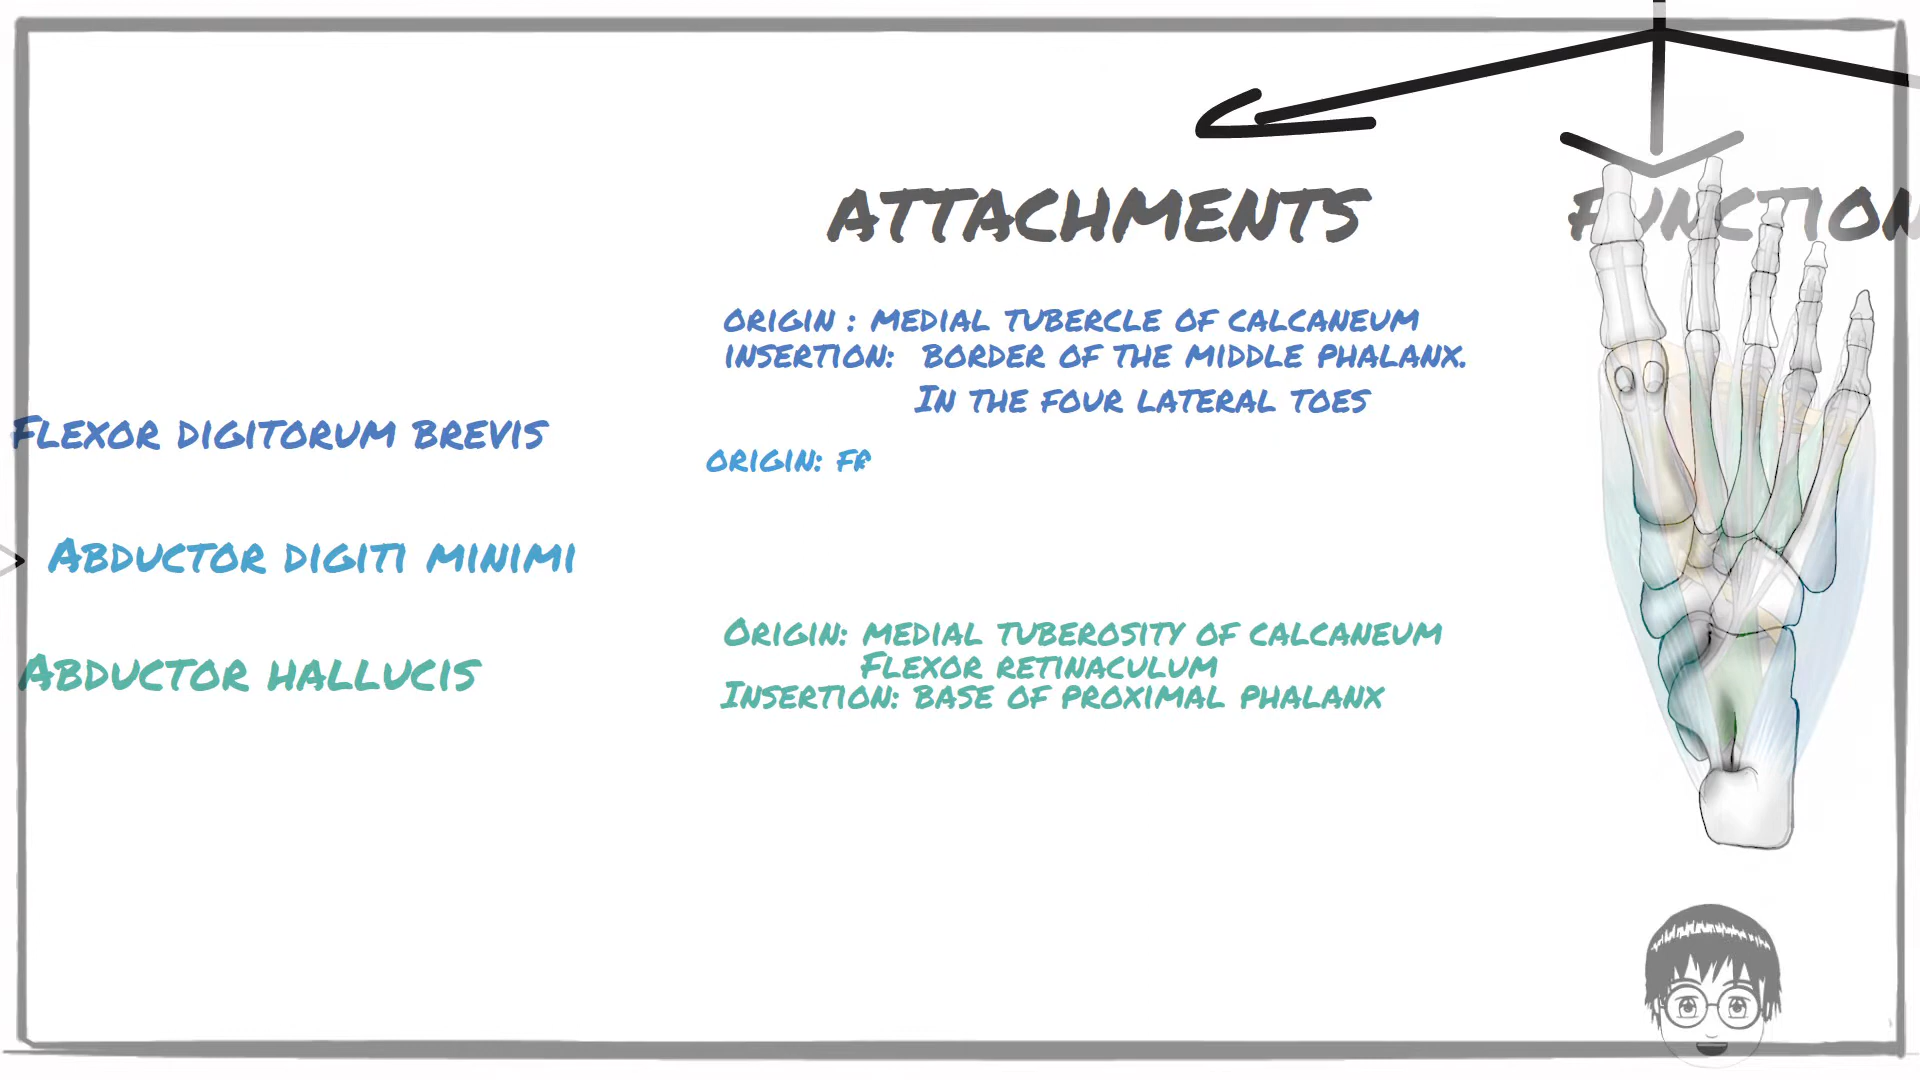 ATTACHMENTS
FUNCTION
ORIGIN : MEDIAL TUBERCLE OF CALCANEUM
INSERTION: BORDER OF THE MIDDLE PHALANX.
IN THE FOUR LATERAL TOES
FLEXOR DIGITORUM BREVIS
ORIGIN: FR
ABDUCTOR DIGITI MINIMI
ORIGIN: MEDIAL TUBEROSITY OF CALCANEUM
FLEXOR RETINACULUM
INSERTION: BASE OF PROXIMAL PHALANX
ABDUCTOR HALLUCIS